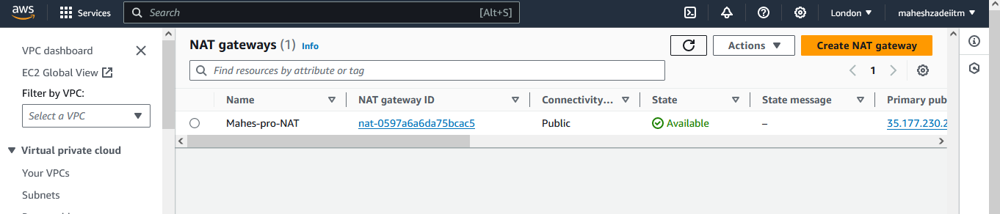 aws
Services
Search
[Alt+S]
London
maheshzadeiitm
VPC dashboard
EC2 Global View
Filter by VPC:
Select a VPC
Virtual private cloud
Your VPCs
Subnets
NAT gateways (1) Info
Actions
Create NAT gateway
Find resources by attribute or tag
1
Name NAT gateway ID Connectivity... State State message Primary pub
Mahes-pro-NAT nat-0597a6a6da75bcac5 Public Available – 35.177.230.2